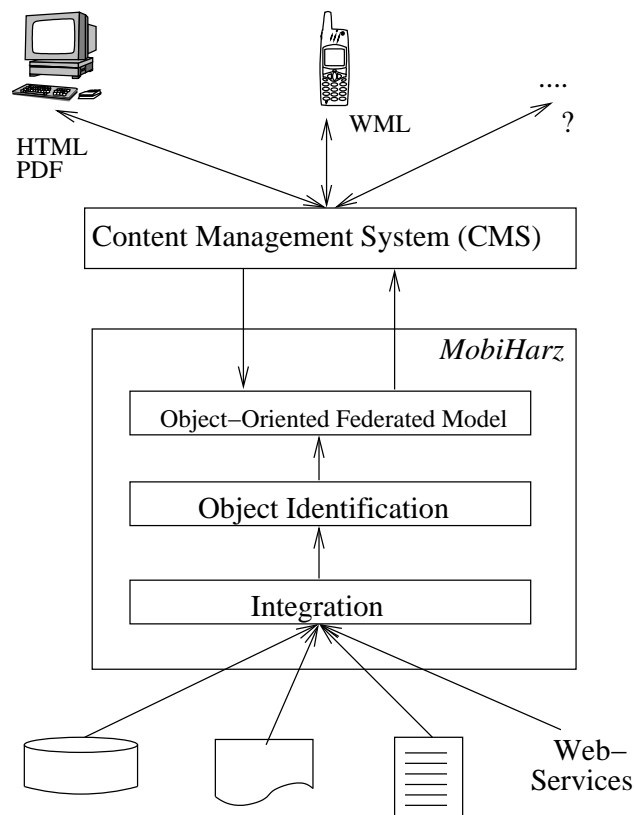 ....
?
HTML
PDF
WML
Content Management System (CMS)
MobiHarz
Object−Oriented Federated Model
Object Identification
Integration
Web−
Services